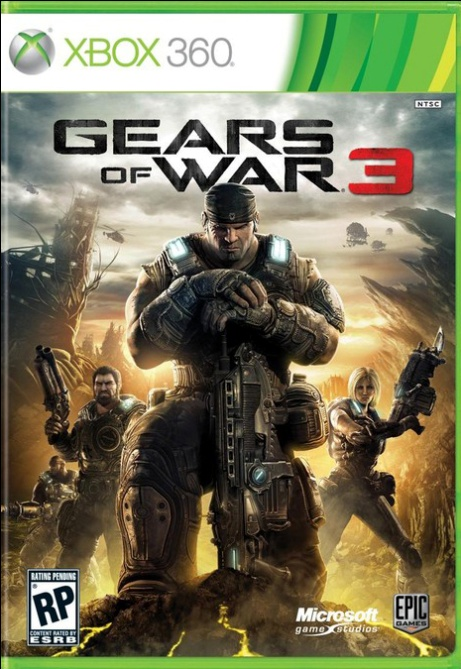 XBOX 360.
NTSC
GEARS
OF WAR 3
RATING PENDING
RP
CONTENT RATED BY
ESRB
Microsoft
game studios
EPIC
GAMES